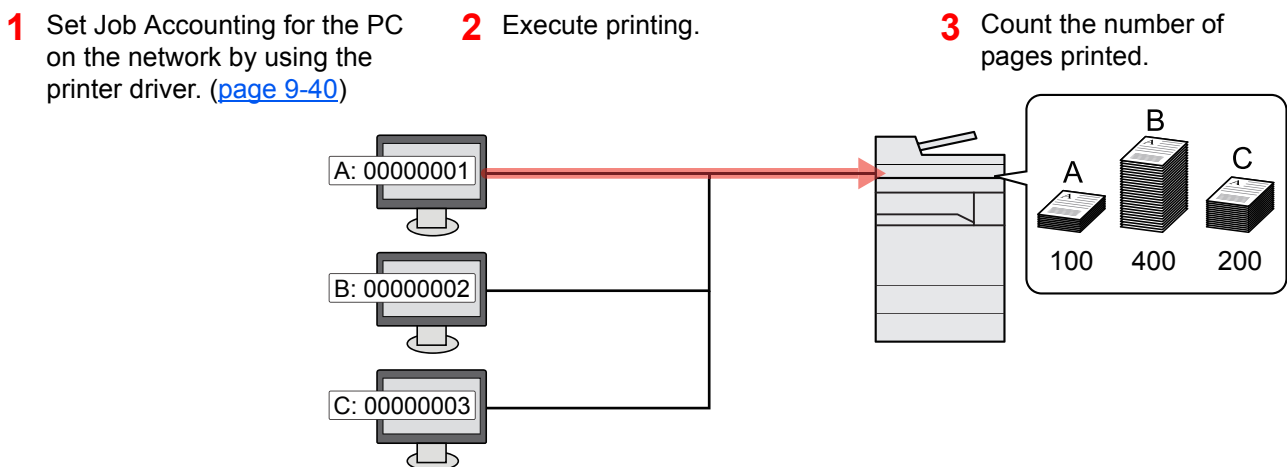 1 Set Job Accounting for the PC
on the network by using the
printer driver. (page 9-40)
2 Execute printing.
3 Count the number of
pages printed.
A: 00000001
B: 00000002
C: 00000003
A
B
C
100
400
200